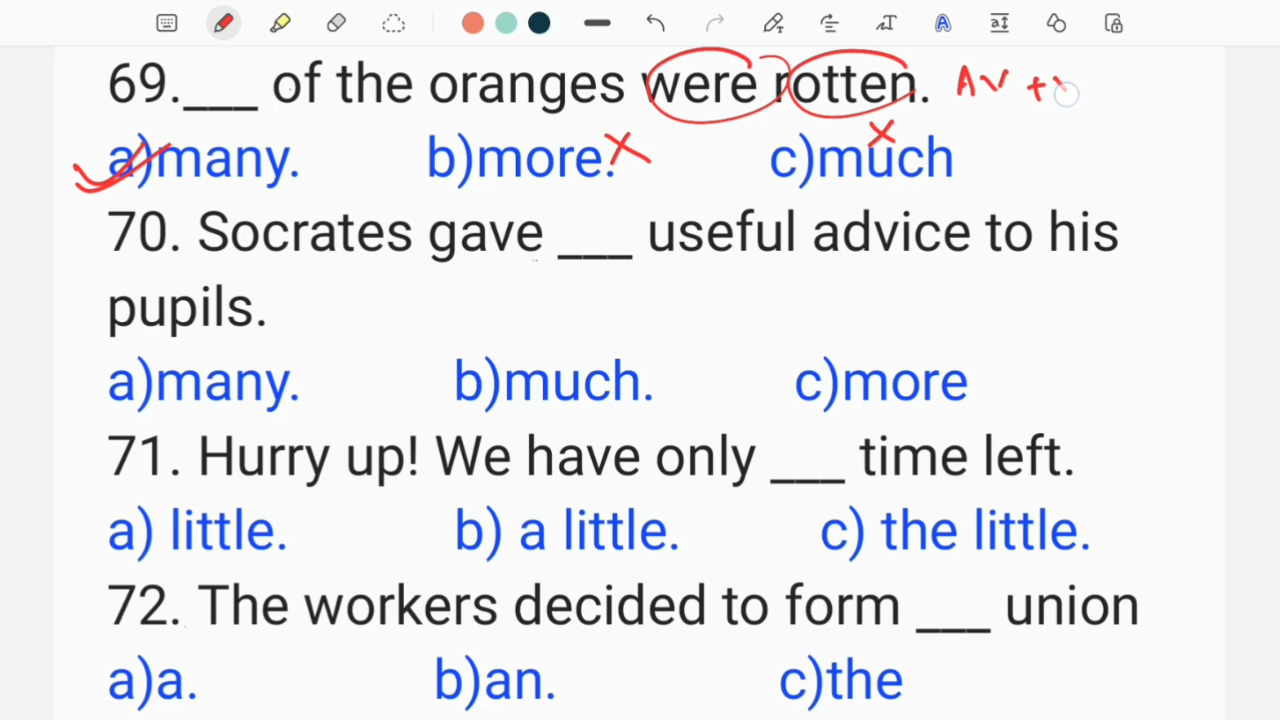 69.___ of the oranges were rotten. AV +
a)many. b)more. c)much
70. Socrates gave ___ useful advice to his
pupils.
a)many. b)much. c)more
71. Hurry up! We have only ___ time left.
a) little. b) a little. c) the little.
72. The workers decided to form ___ union
a)a. b)an. c)the